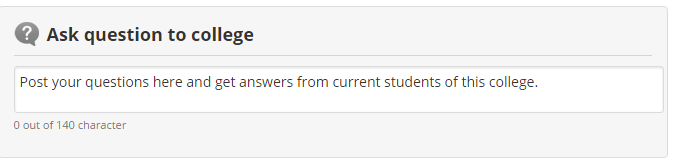 Ask question to college
Post your questions here and get answers from current students of this college.
0 out of 140 character